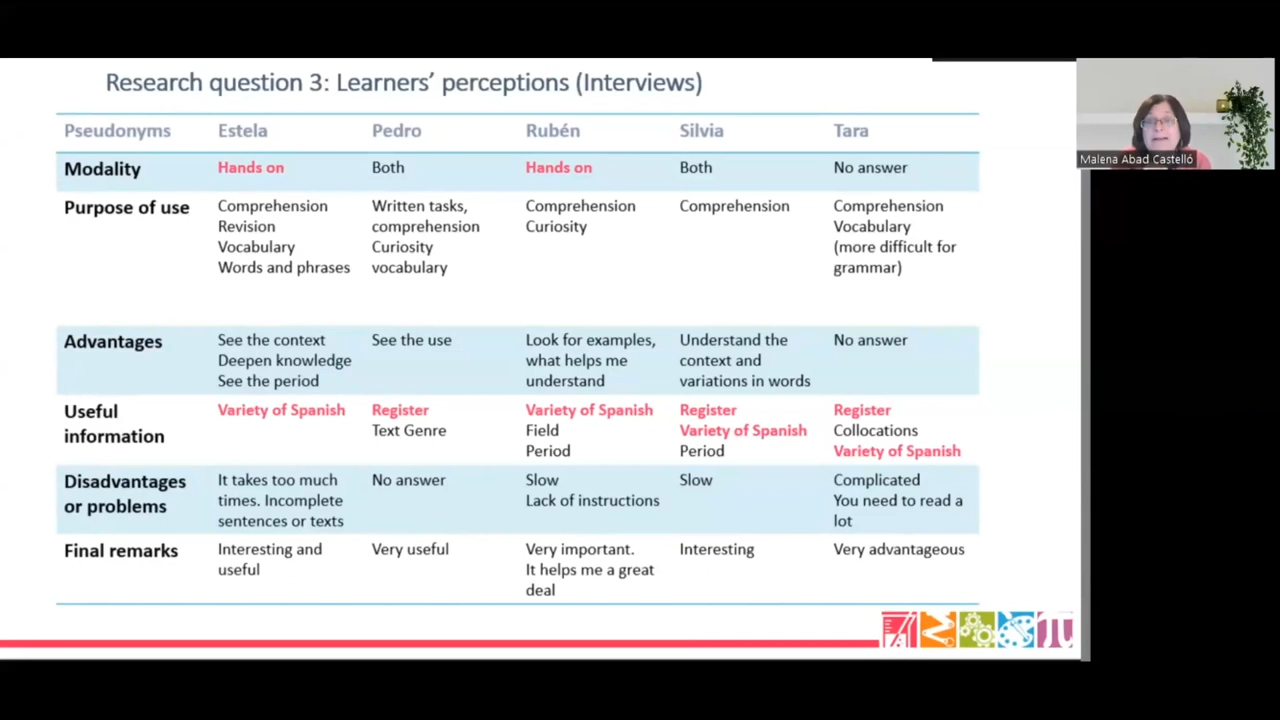 Research question 3: Learners' perceptions (Interviews)
Malena Abad Castelló
Pseudonyms Estela Pedro Rubén Silvia Tara
Modality Hands on Both Hands on Both No answer
Purpose of use
Comprehension
Revision
Vocabulary
Words and phrases
Written tasks,
comprehension
Curiosity
vocabulary
Comprehension
Curiosity
Comprehension
Comprehension
Vocabulary
(more difficult for
grammar)
Advantages
See the context
Deepen knowledge
See the period
See the use
Look for examples,
what helps me
understand
Understand the
context and
variations in words
No answer
Useful
information
Variety of Spanish
Register
Text Genre
Variety of Spanish
Field
Period
Register
Variety of Spanish
Period
Register
Collocations
Variety of Spanish
Disadvantages
or problems
It takes too much
times. Incomplete
sentences or texts
No answer
Slow
Lack of instructions
Slow
Complicated
You need to read a
lot
Final remarks
Interesting and
useful
Very useful
Very important.
It helps me a great
deal
Interesting
Very advantageous